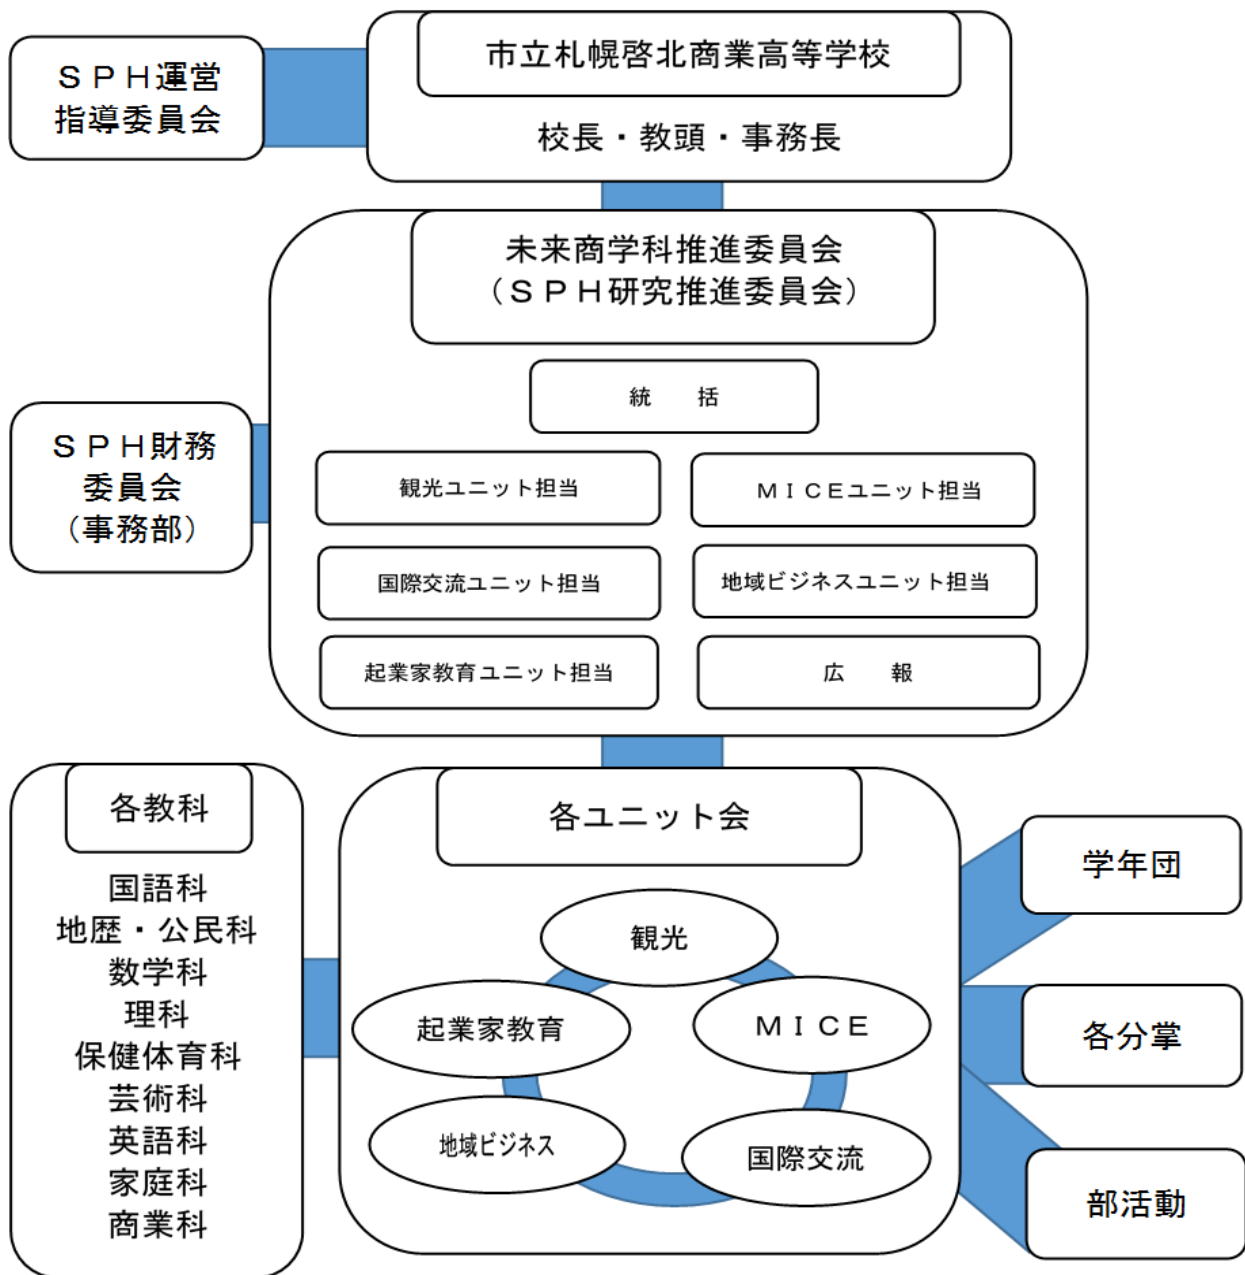 ＳＰＨ運営
指導委員会
市立札幌啓北商業高等学校
校長・教頭・事務長
未来商学科推進委員会
（ＳＰＨ研究推進委員会）
統　　括
観光ユニット担当
ＭＩＣＥユニット担当
国際交流ユニット担当
地域ビジネスユニット担当
起業家教育ユニット担当
広　　報
ＳＰＨ財務
委員会
（事務部）
各教科
国語科
地歴・公民科
数学科
理科
保健体育科
芸術科
英語科
家庭科
商業科
各ユニット会
観光
起業家教育
ＭＩＣＥ
地域ビジネス
国際交流
学年団
各分掌
部活動